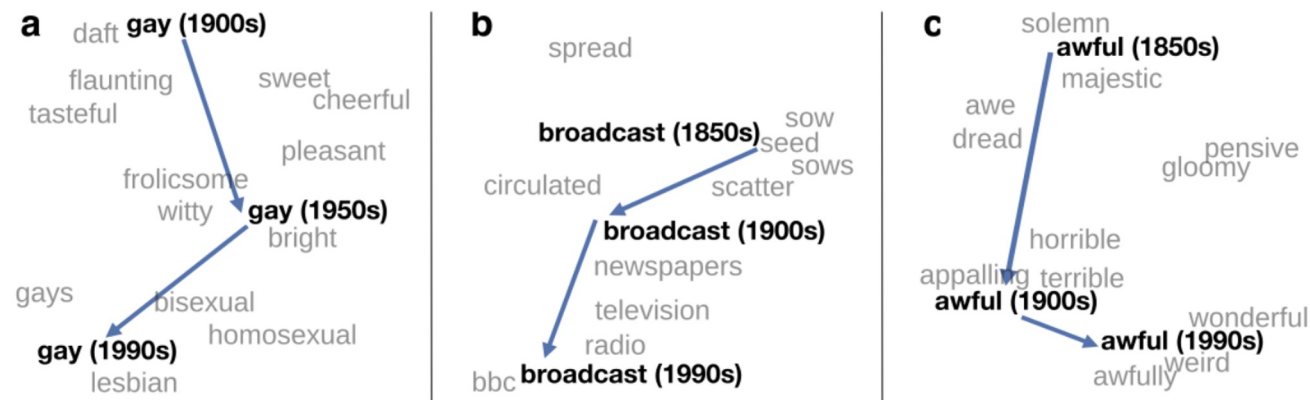 a
daft gay (1900s)
flaunting
sweet
cheerful
tasteful
pleasant
frolicsome
witty
gay (1950s)
bright
gays
bisexual
homosexual
gay (1990s)
lesbian
b
spread
sow
broadcast (1850s)
seed
sows
circulated
scatter
broadcast (1900s)
newspapers
television
radio
bbc broadcast (1990s)
c
solemn
awful (1850s)
majestic
awe
dread
pensive
gloomy
horrible
appalling terrible
awful (1900s)
wonderful
awful (1990s)
weird
awfully